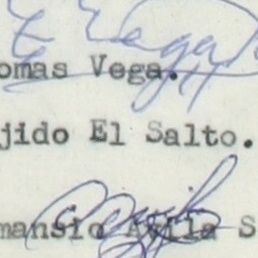 omas Vega.
jido El Salto.
mansio Avila S